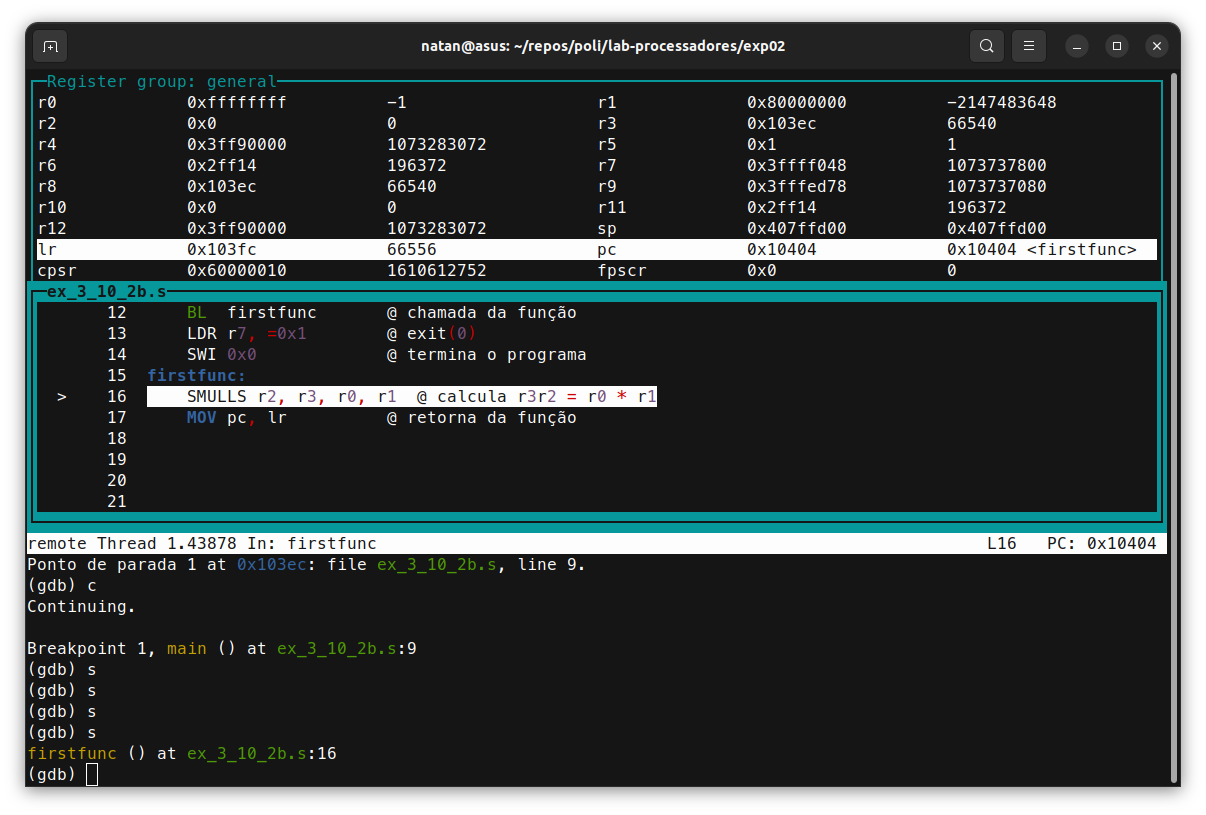 natan@asus: ~/repos/poli/lab-processadores/exp02
Register group: general
r0 0xffffffff -1 r1 0x80000000 -2147483648
r2 0x0 0 r3 0x103ec 66540
r4 0x3ff90000 1073283072 r5 0x1 1
r6 0x2ff14 196372 r7 0x3ffff048 1073737800
r8 0x103ec 66540 r9 0x3fffed78 1073737080
r10 0x0 0 r11 0x2ff14 196372
r12 0x3ff90000 1073283072 sp 0x407ffd00 0x407ffd00
lr 0x103fc 66556 pc 0x10404 0x10404 <firstfunc>
cpsr 0x60000010 1610612752 fpscr 0x0 0
ex_3_10_2b.s
12 BL firstfunc @ chamada da função
13 LDR r7, =0x1 @ exit(0)
14 SWI 0x0 @ termina o programa
15 firstfunc:
> 16 SMULLS r2, r3, r0, r1 @ calcula r3r2 = r0 * r1
17 MOV pc, lr @ retorna da função
18
19
20
21
remote Thread 1.43878 In: firstfunc L16 PC: 0x10404
Ponto de parada 1 at 0x103ec: file ex_3_10_2b.s, line 9.
(gdb) c
Continuing.
Breakpoint 1, main () at ex_3_10_2b.s:9
(gdb) s
(gdb) s
(gdb) s
(gdb) s
firstfunc () at ex_3_10_2b.s:16
(gdb)